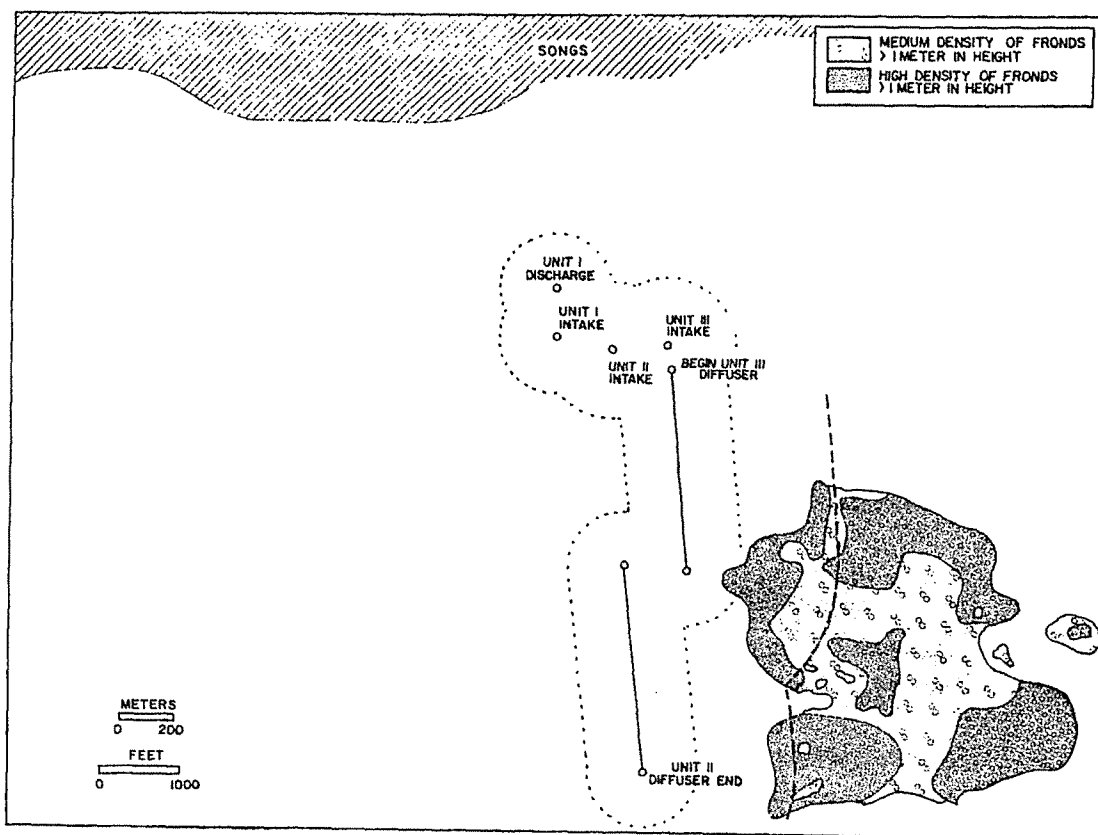 SONGS
MEDIUM DENSITY OF FRONDS
> 1 METER IN HEIGHT
HIGH DENSITY OF FRONDS
> 1 METER IN HEIGHT
UNIT I
DISCHARGE
UNIT I
INTAKE
UNIT III
INTAKE
UNIT II
INTAKE
BEGIN UNIT III
DIFFUSER
METERS
0 200
FEET
0 1000
UNIT II
DIFFUSER END